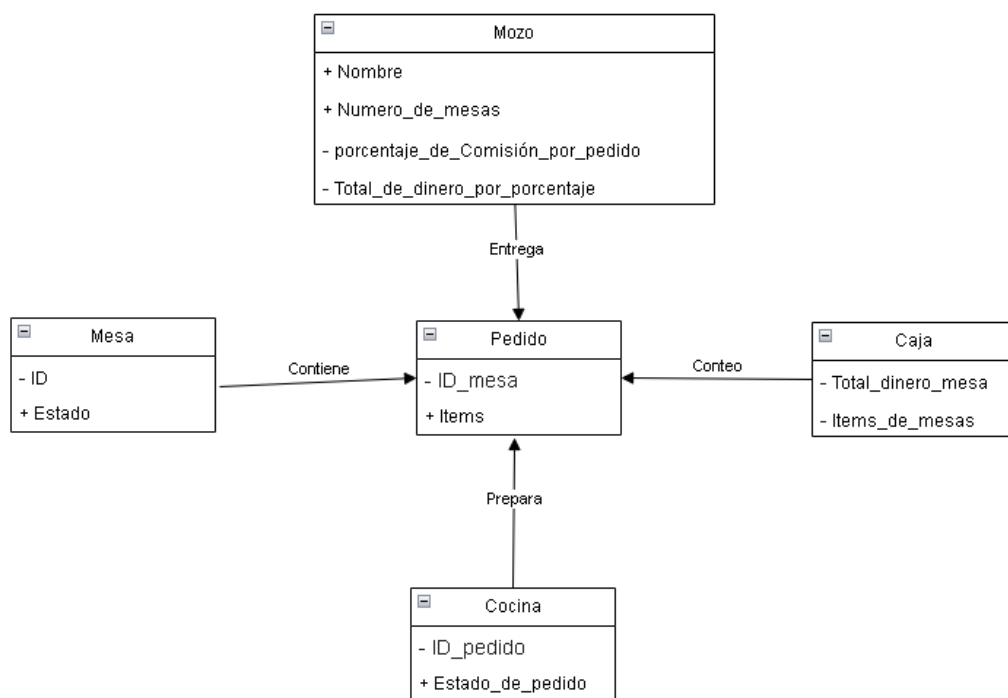 Mozo
+ Nombre
+ Numero_de_mesas
- porcentaje_de_Comisión_por_pedido
- Total_de_dinero_por_porcentaje
Entrega
Mesa
- ID
+ Estado
Contiene
Pedido
- ID_mesa
+ Items
Conteo
Caja
- Total_dinero_mesa
- Items_de_mesas
Prepara
Cocina
- ID_pedido
+ Estado_de_pedido